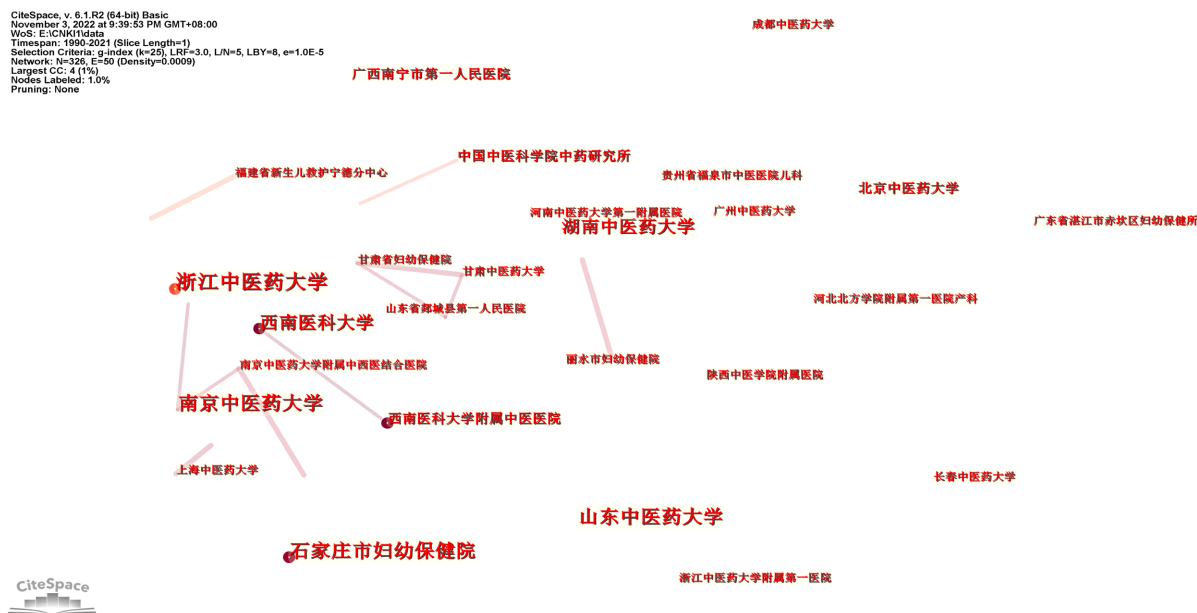 CiteSpace, v. 6.1.R2 (64-bit) Basic
November 3, 2022 at 9:39:53 PM GMT+08:00
WoS: E:\CNKI1\data
Timespan: 1990-2021 (Slice Length=1)
Selection Criteria: g-index (k=25), LRF=3.0, L/N=5, LBY=8, e=1.0E-5
Network: N=326, E=50 (Density=0.0009)
Largest CC: 4 (1%)
Nodes Labeled: 1.0%
Pruning: None
成都中医药大学
广西南宁市第一人民医院
中国中医科学院中药研究所
福建省新生儿救护宁德分中心
贵州省福泉市中医医院儿科
北京中医药大学
河南中医药大学第一附属医院
广州中医药大学
广东省湛江市赤坎区妇幼保健所
湖南中医药大学
甘肃省妇幼保健院
甘肃中医药大学
浙江中医药大学
河北北方学院附属第一医院产科
山东省郯城县第一人民医院
西南医科大学
丽水市妇幼保健院
南京中医药大学附属中西医结合医院
陕西中医学院附属医院
南京中医药大学
西南医科大学附属中医医院
上海中医药大学
长春中医药大学
山东中医药大学
石家庄市妇幼保健院
浙江中医药大学附属第一医院
CiteSpace